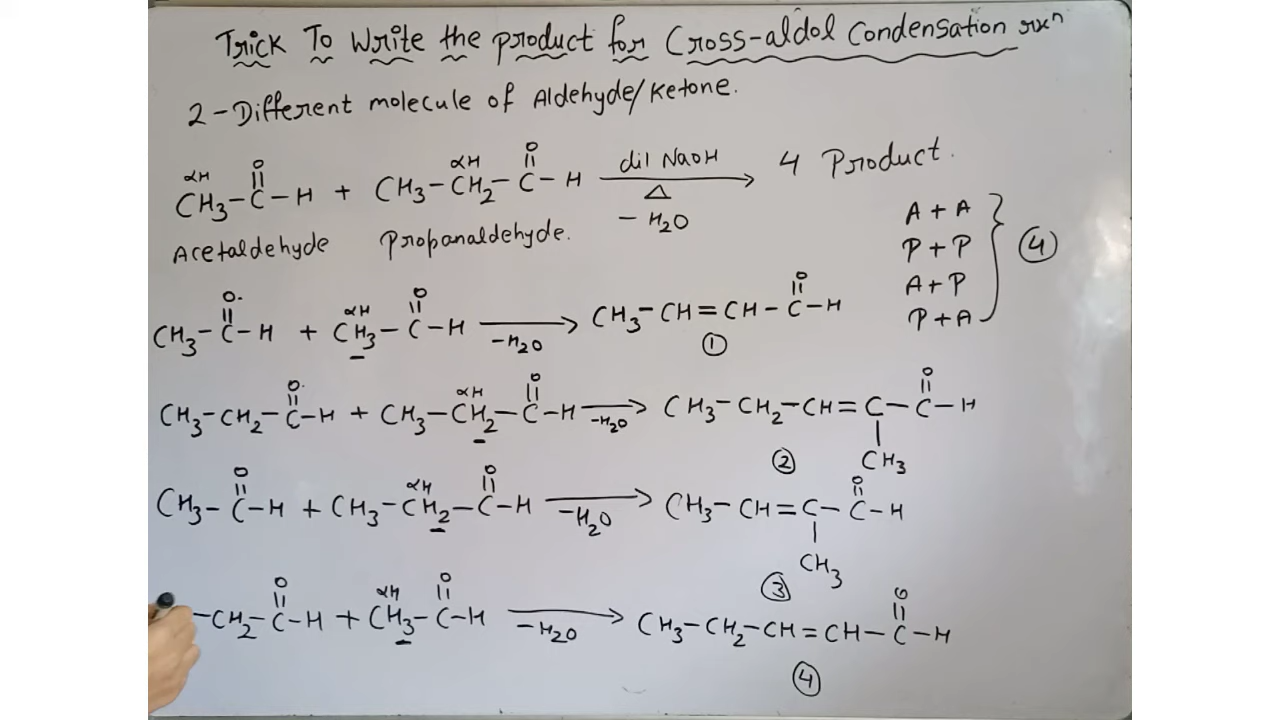 Trick To Write the product for Cross-aldol Condensation rxⁿ
2-Different molecule of Aldehyde/Ketone.
αH O αH O
CH₃-C-H + CH₃-CH₂-C-H dil NaOH 4 Product.
Δ
-H₂O
Acetaldehyde Propanaldehyde.
A + A
P + P
A + P
P + A
④
O αH O O
CH₃-C-H + CH₃-C-H -H₂O CH₃-CH=CH-C-H
①
O αH O O
CH₃-CH₂-C-H + CH₃-CH₂-C-H -H₂O CH₃-CH₂-CH=C-C-H
② CH₃
O αH O O
CH₃-C-H + CH₃-CH₂-C-H -H₂O CH₃-CH=C-C-H
CH₃
③
O αH O O
-CH₂-C-H + CH₃-C-H -H₂O CH₃-CH₂-CH=CH-C-H
④